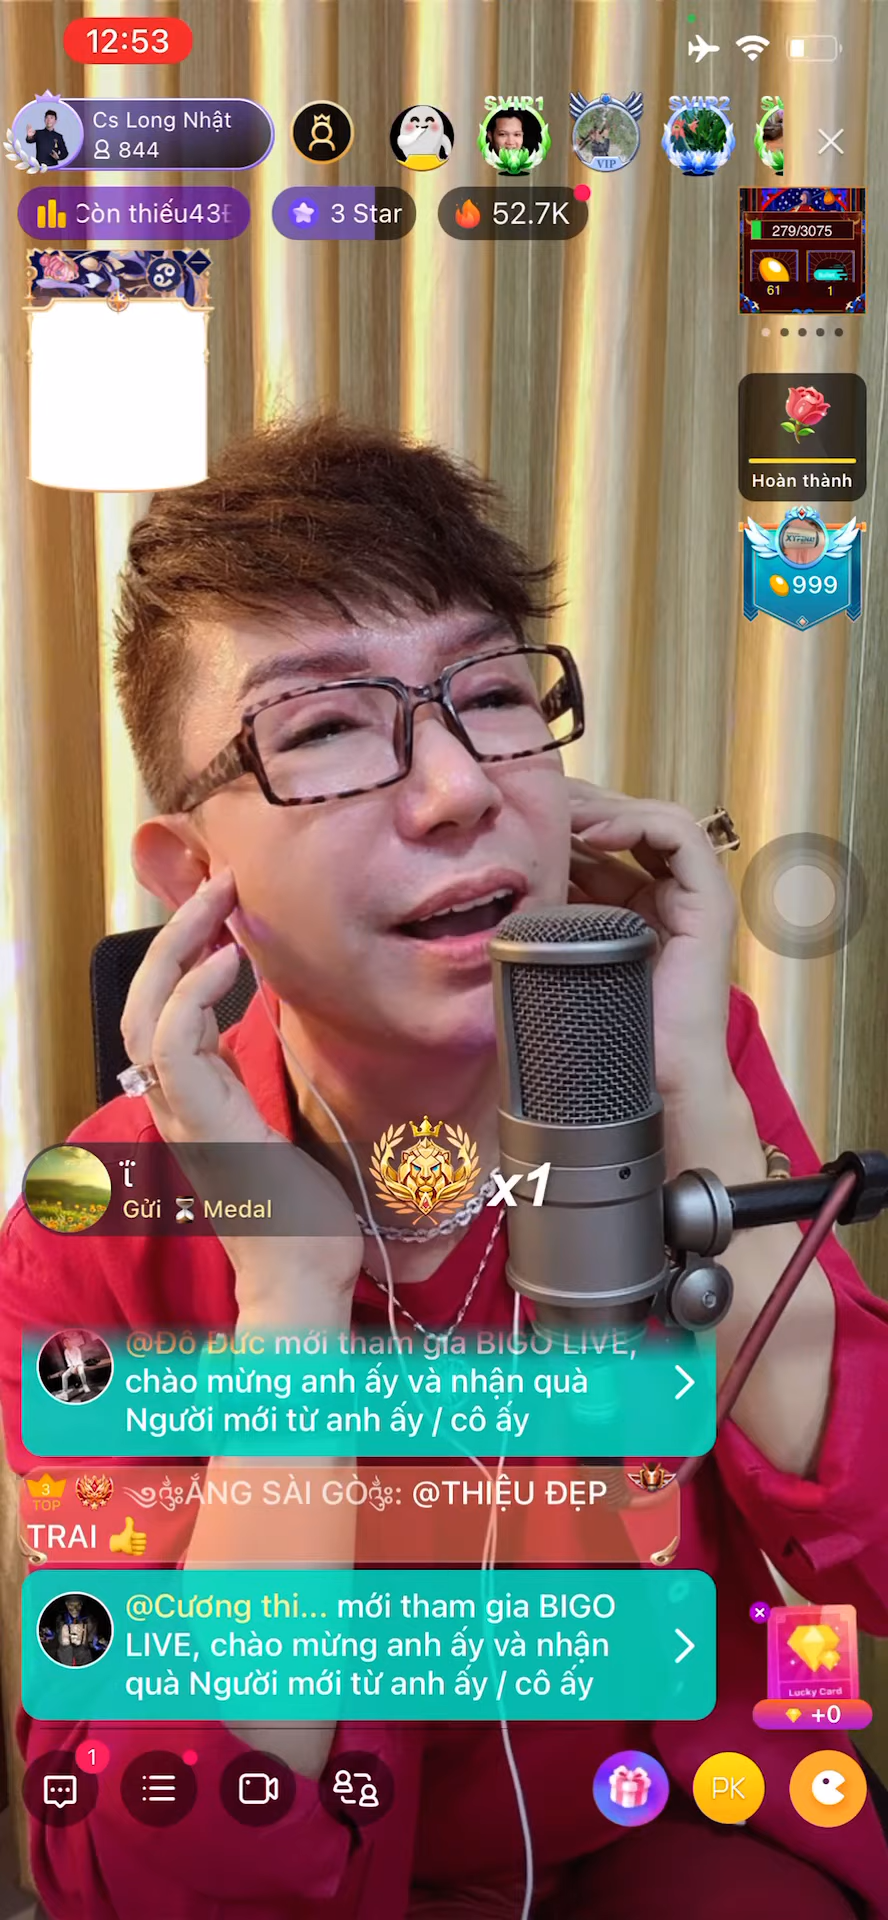 12:53
Cs Long Nhật
844
SVIP1
VIP
SVIP2
Còn thiếu43
3 Star
52.7K
279/3075
61
1
Hoàn thành
999
Gửi ⏳ Medal
x1
@Đô Đức mới tham gia BIGO LIVE,
chào mừng anh ấy và nhận quà
Người mới từ anh ấy / cô ấy
3
TOP
ẮNG SÀI GÒ: @THIỆU ĐẸP
TRAI 👍
@Cương thi... mới tham gia BIGO
LIVE, chào mừng anh ấy và nhận
quà Người mới từ anh ấy / cô ấy
Lucky Card
+0
1
PK